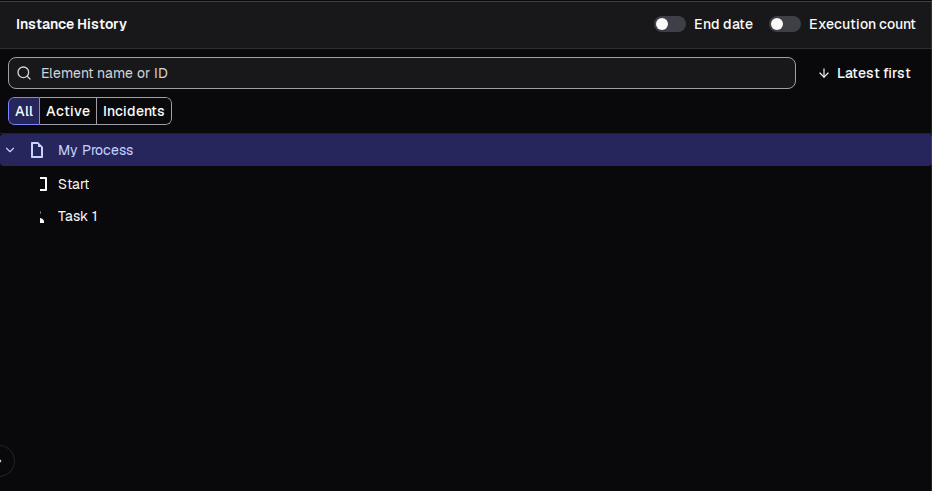 Instance History
End date
Execution count
Element name or ID
Latest first
All Active Incidents
My Process
Start
Task 1